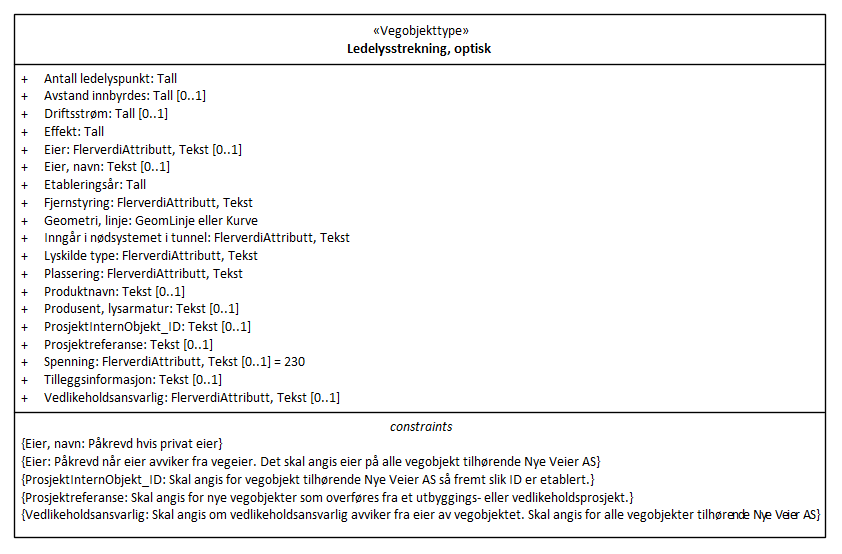 «Vegobjekttype»
Ledelysstrekning, optisk
+ Antall ledelyspunkt: Tall
+ Avstand innbyrdes: Tall [0..1]
+ Driftsstrøm: Tall [0..1]
+ Effekt: Tall
+ Eier: FlerverdiAttributt, Tekst [0..1]
+ Eier, navn: Tekst [0..1]
+ Etableringsår: Tall
+ Fjernstyring: FlerverdiAttributt, Tekst
+ Geometri, linje: GeomLinje eller Kurve
+ Inngår i nødsystemet i tunnel: FlerverdiAttributt, Tekst
+ Lyskilde type: FlerverdiAttributt, Tekst
+ Plassering: FlerverdiAttributt, Tekst
+ Produktnavn: Tekst [0..1]
+ Produsent, lysarmatur: Tekst [0..1]
+ ProsjektInternObjekt_ID: Tekst [0..1]
+ Prosjektreferanse: Tekst [0..1]
+ Spenning: FlerverdiAttributt, Tekst [0..1] = 230
+ Tilleggsinformasjon: Tekst [0..1]
+ Vedlikeholdsansvarlig: FlerverdiAttributt, Tekst [0..1]
constraints
{Eier, navn: Påkrevd hvis privat eier}
{Eier: Påkrevd når eier avviker fra vegeier. Det skal angis eier på alle vegobjekt tilhørende Nye Veier AS}
{ProsjektInternObjekt_ID: Skal angis for vegobjekt tilhørende Nye Veier AS så fremt slik ID er etablert.}
{Prosjektreferanse: Skal angis for nye vegobjekter som overføres fra et utbyggings- eller vedlikeholdsprosjekt.}
{Vedlikeholdsansvarlig: Skal angis om vedlikeholdsansvarlig avviker fra eier av vegobjektet. Skal angis for alle vegobjekter tilhørende Nye Veier AS}